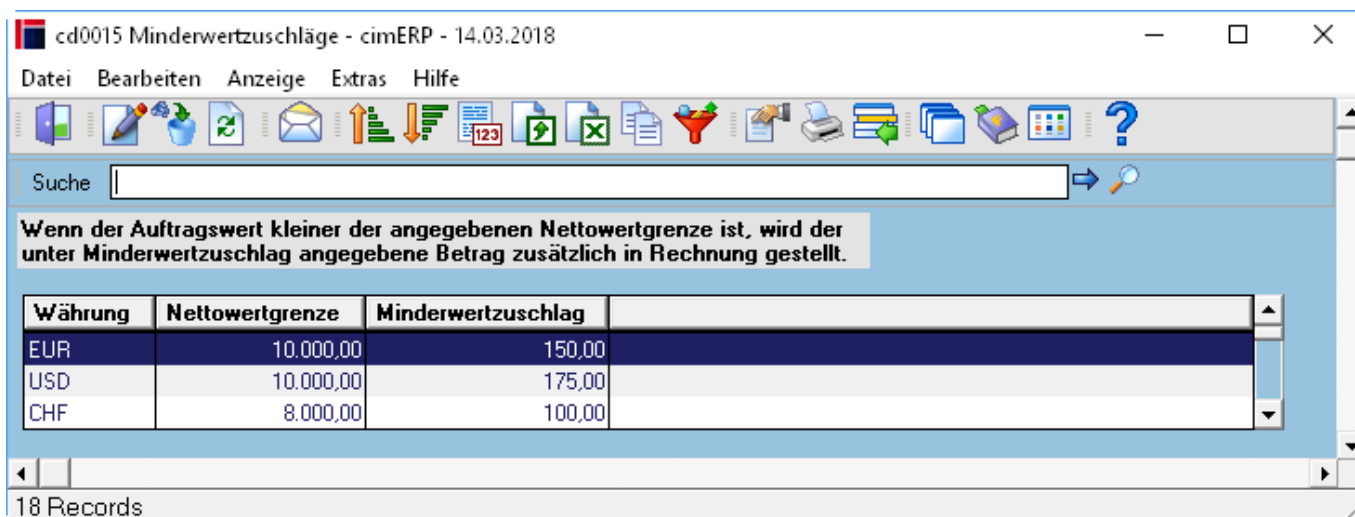 cd0015 Minderwertzuschläge - cimERP - 14.03.2018
Datei Bearbeiten Anzeige Extras Hilfe
123
Suche
Wenn der Auftragswert kleiner der angegebenen Nettowertgrenze ist, wird der
unter Minderwertzuschlag angegebene Betrag zusätzlich in Rechnung gestellt.
Währung Nettowertgrenze Minderwertzuschlag
EUR 10.000,00 150,00
USD 10.000,00 175,00
CHF 8.000,00 100,00
18 Records